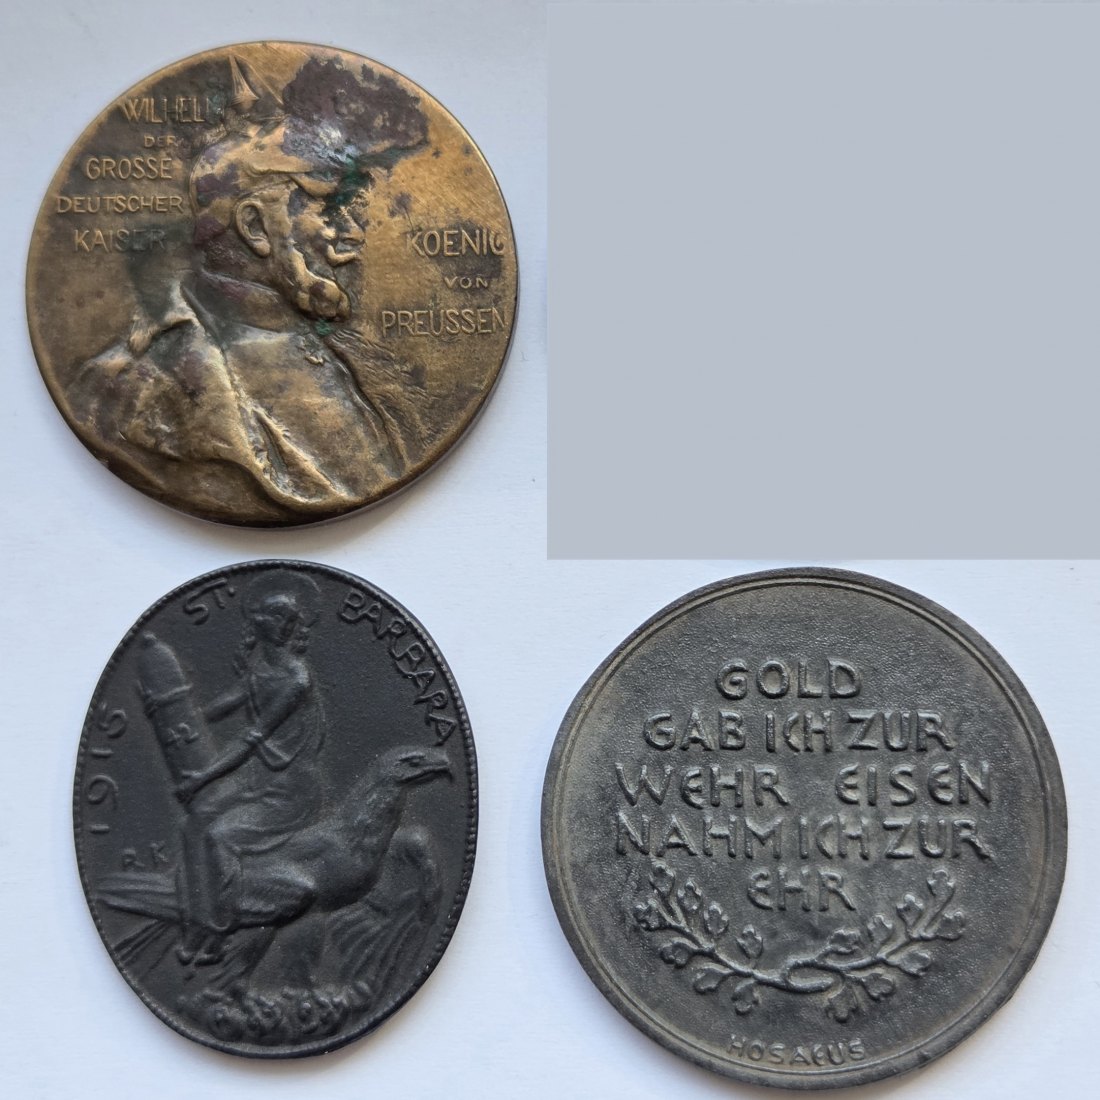 WILHELM
DER
GROSSE
DEUTSCHER
KAISER
KOENIG
VON
PREUSSEN
ST. BARBARA
1915
42
R K
GOLD
GAB ICH ZUR
WEHR EISEN
NAHM ICH ZUR
EHR
HOSAEUS